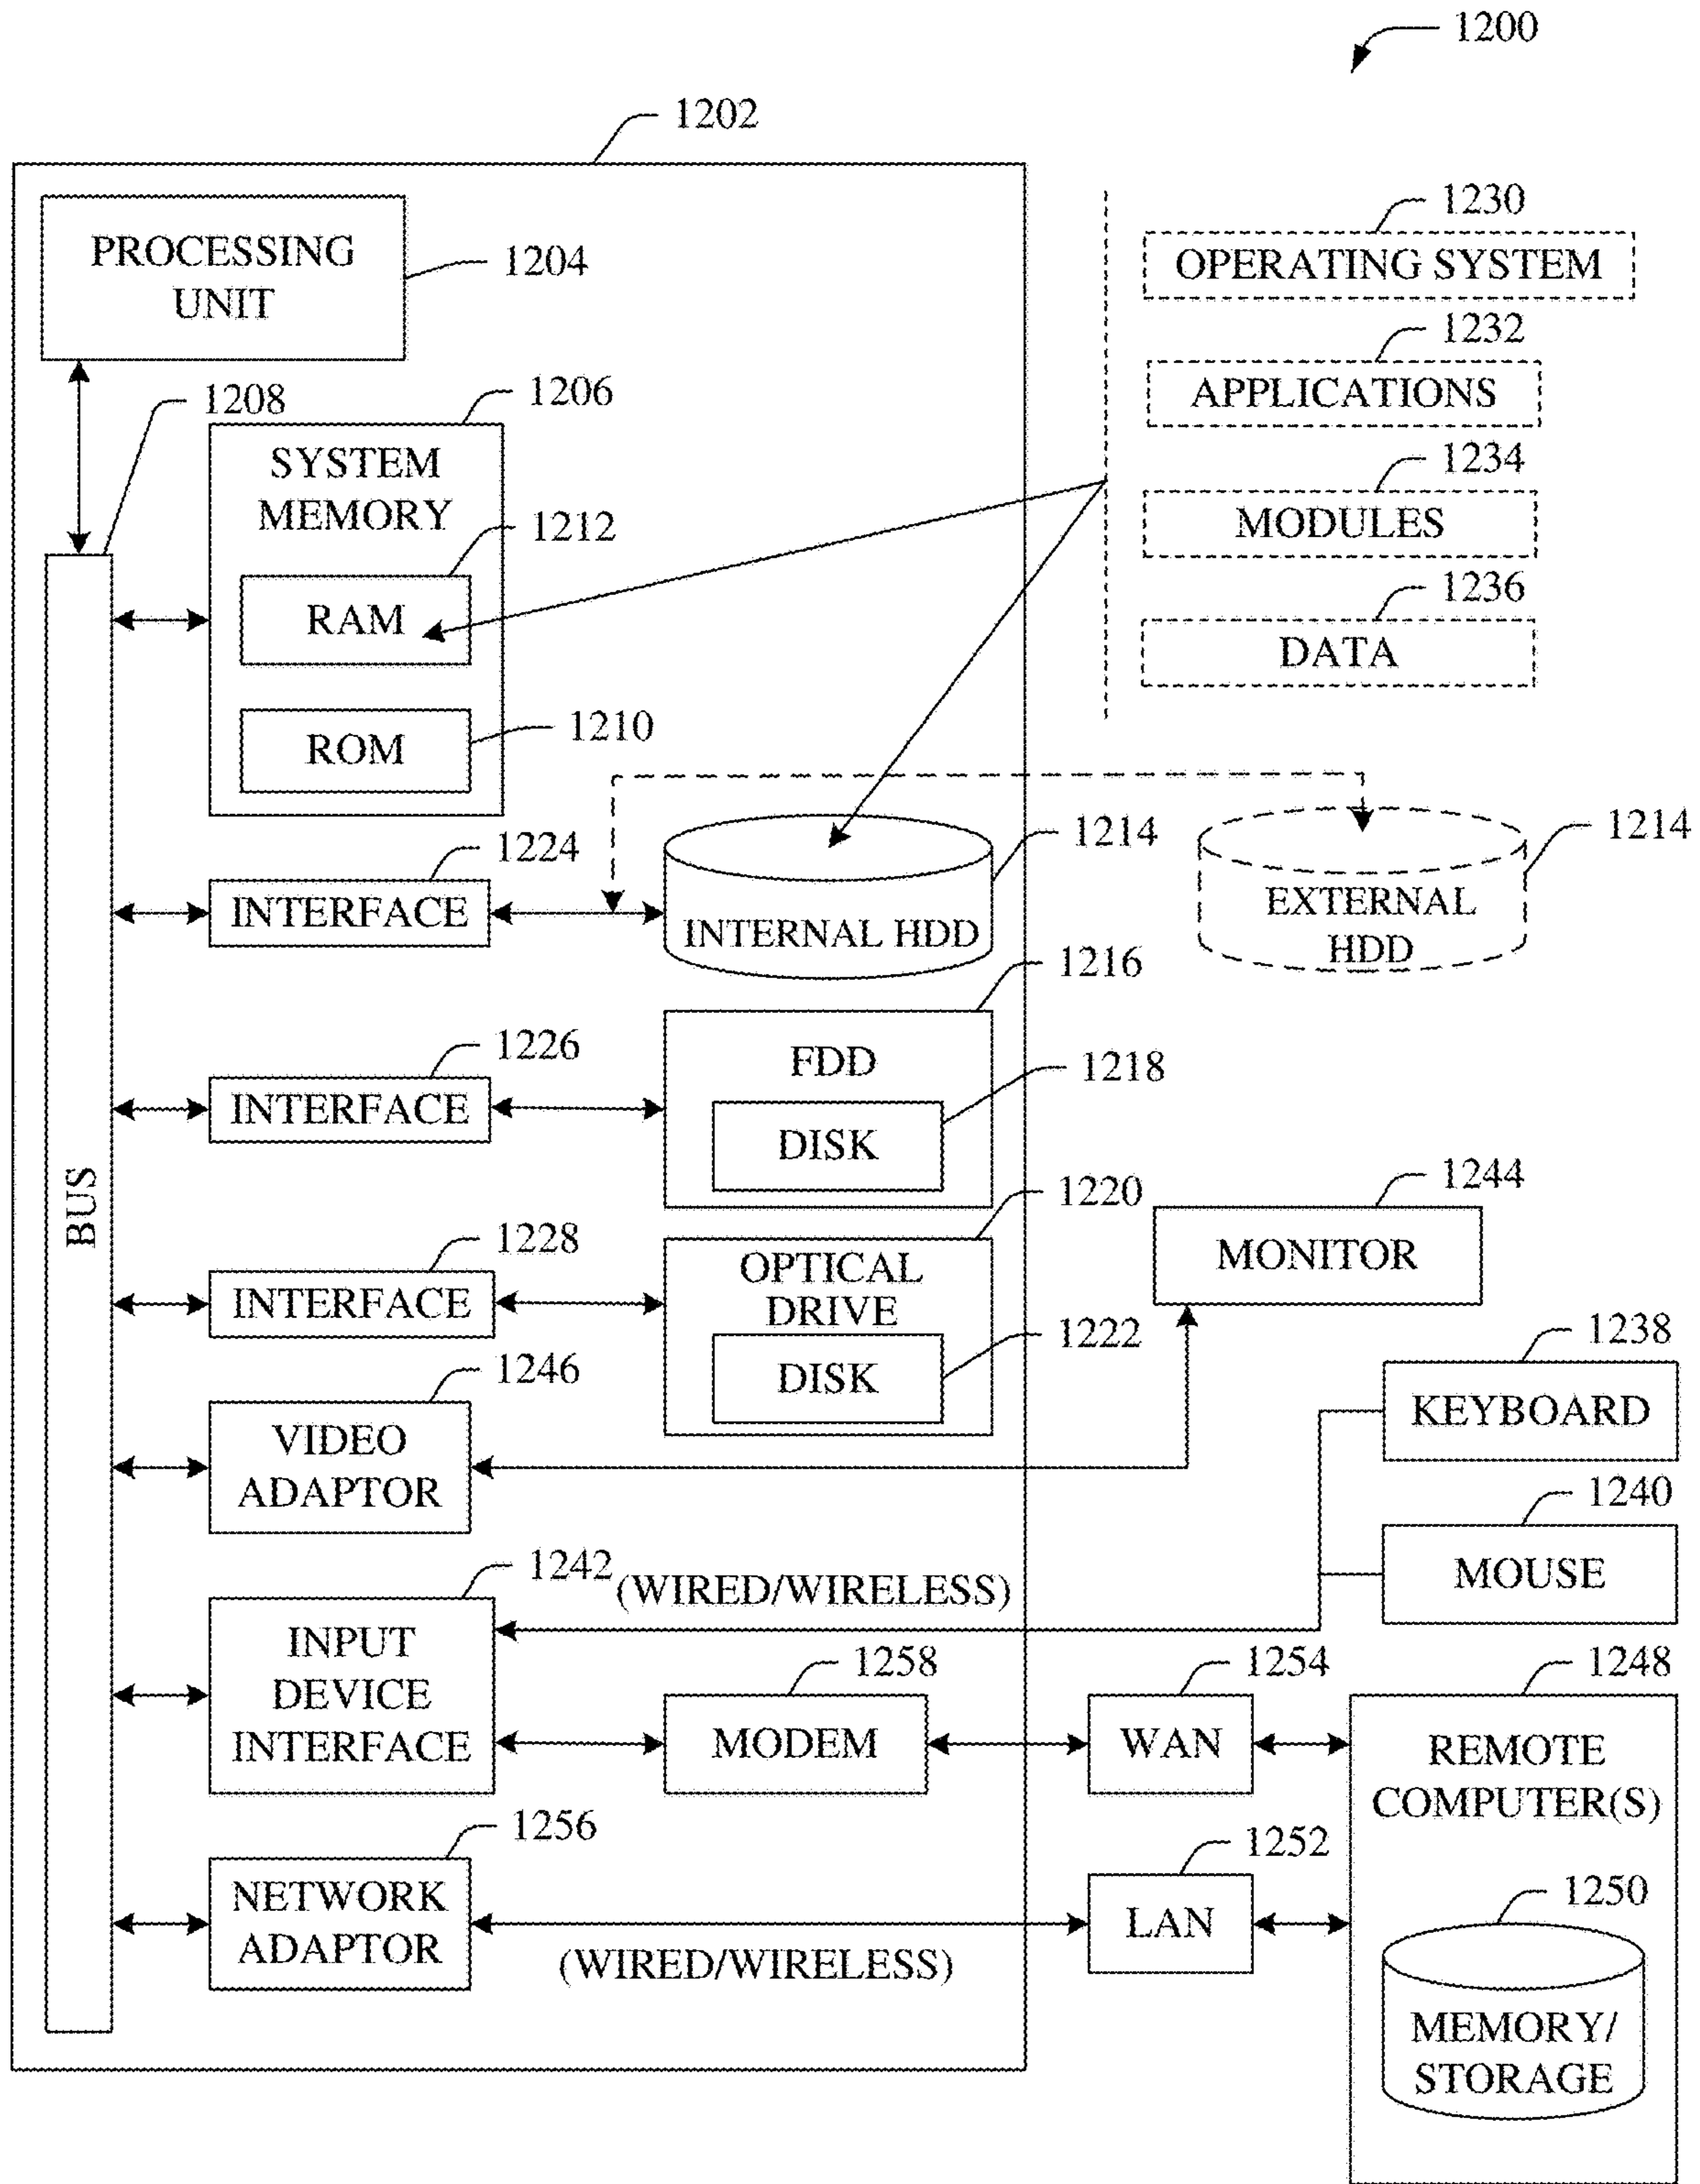 1200
1202
PROCESSING
UNIT
1204
1230
OPERATING SYSTEM
1232
APPLICATIONS
1234
MODULES
1236
DATA
1208
1206
SYSTEM
MEMORY
1212
RAM
1210
ROM
BUS
1224
INTERFACE
1214
INTERNAL HDD
1214
EXTERNAL
HDD
1226
INTERFACE
1216
FDD
1218
DISK
1228
INTERFACE
1220
OPTICAL
DRIVE
1222
DISK
1244
MONITOR
1246
VIDEO
ADAPTOR
1238
KEYBOARD
1240
MOUSE
1242
(WIRED/WIRELESS)
INPUT
DEVICE
INTERFACE
1258
MODEM
1254
WAN
1248
REMOTE
COMPUTER(S)
1256
NETWORK
ADAPTOR
(WIRED/WIRELESS)
1252
LAN
1250
MEMORY/
STORAGE